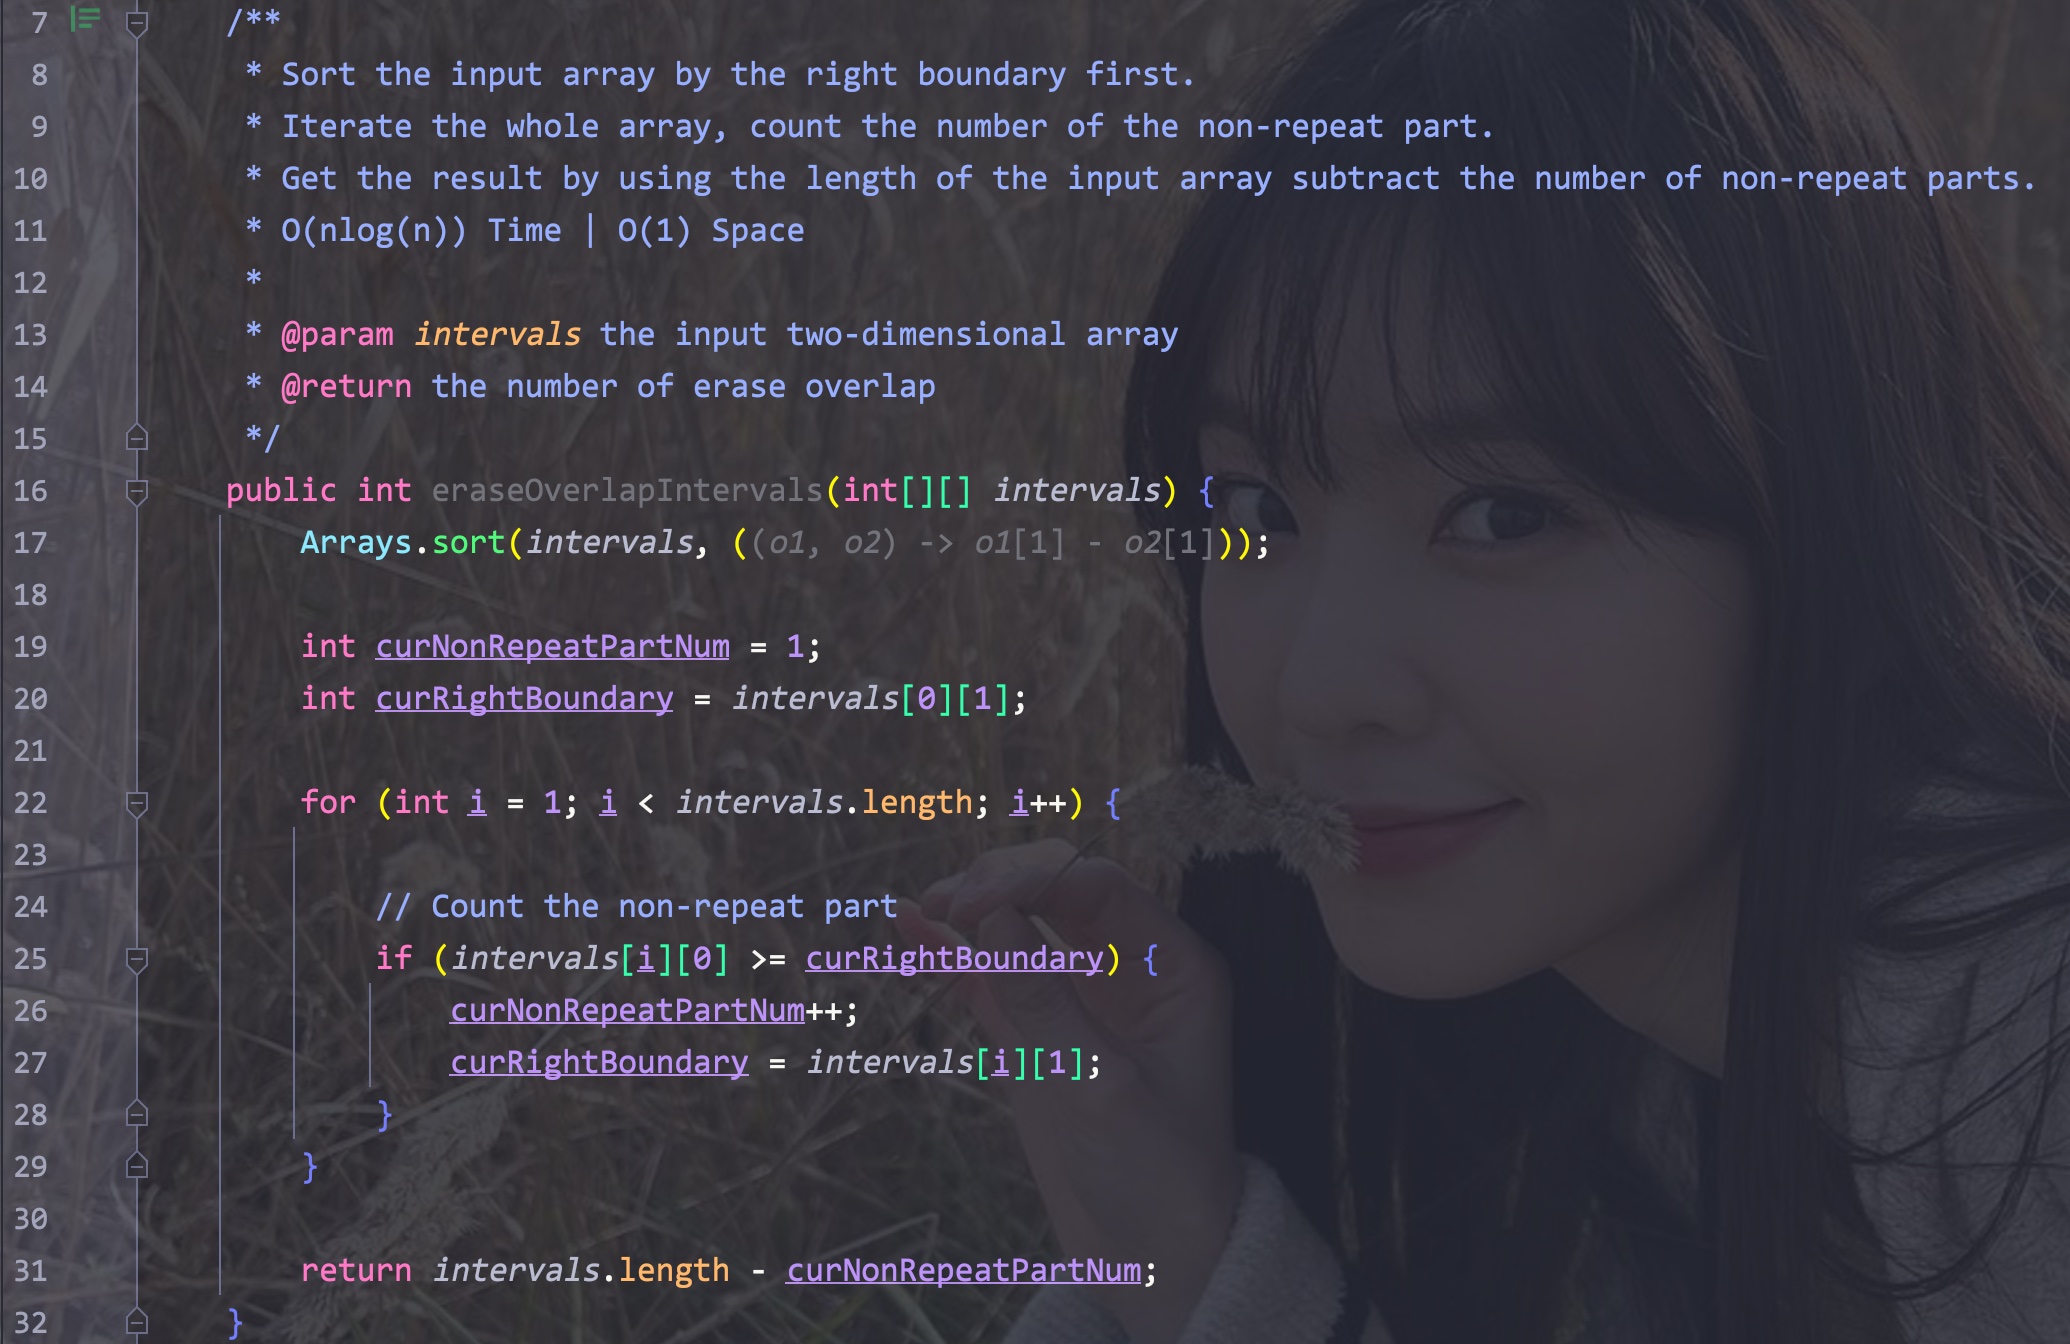 7 /**
8 * Sort the input array by the right boundary first.
9 * Iterate the whole array, count the number of the non-repeat part.
10 * Get the result by using the length of the input array subtract the number of non-repeat parts.
11 * O(nlog(n)) Time | O(1) Space
12 *
13 * @param intervals the input two-dimensional array
14 * @return the number of erase overlap
15 */
16 public int eraseOverlapIntervals(int[][] intervals) {
17 Arrays.sort(intervals, ((o1, o2) -> o1[1] - o2[1]));
18
19 int curNonRepeatPartNum = 1;
20 int curRightBoundary = intervals[0][1];
21
22 for (int i = 1; i < intervals.length; i++) {
23
24 // Count the non-repeat part
25 if (intervals[i][0] >= curRightBoundary) {
26 curNonRepeatPartNum++;
27 curRightBoundary = intervals[i][1];
28 }
29 }
30
31 return intervals.length - curNonRepeatPartNum;
32 }